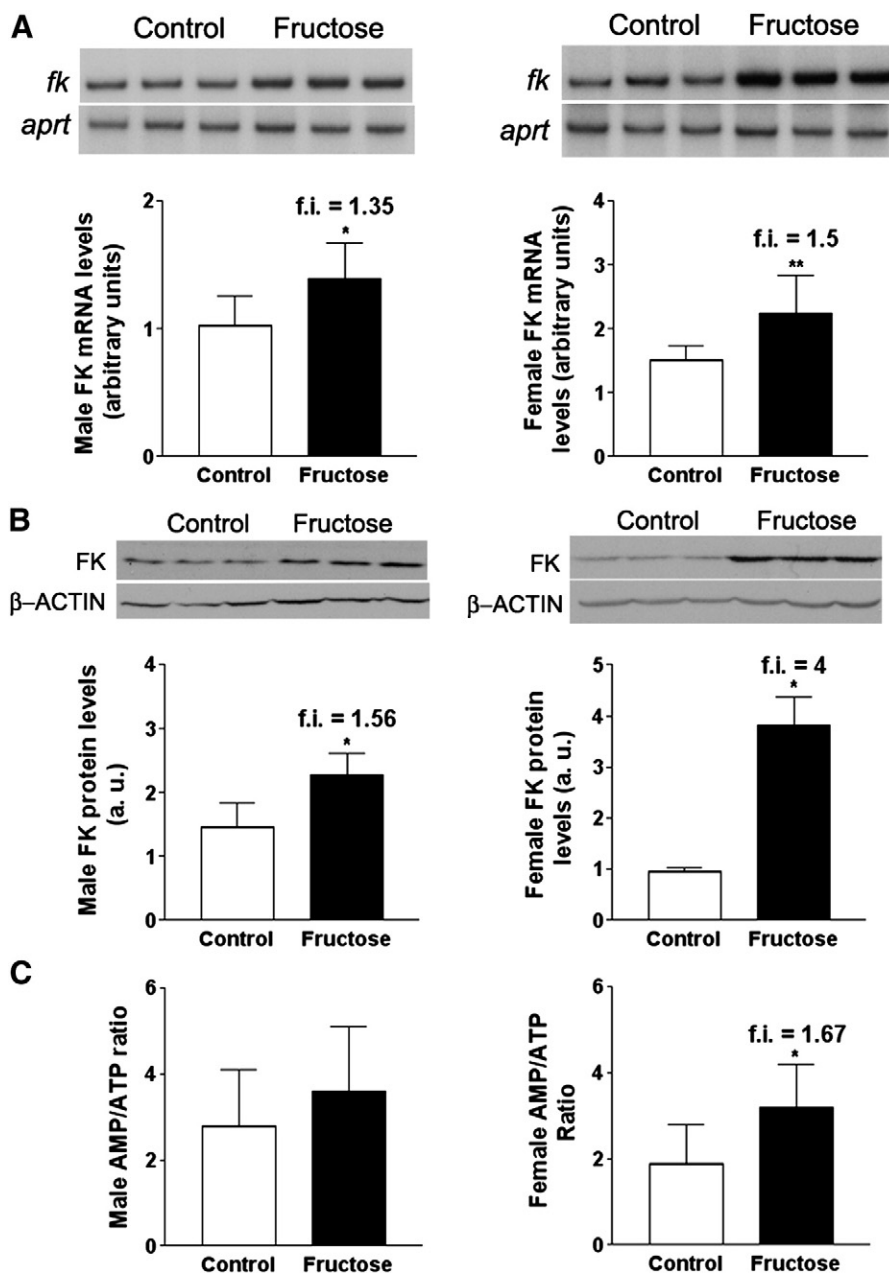 A
Control Fructose
fk
aprt
Male FK mRNA levels
(arbitrary units)
2
1
0
f.i. = 1.35
*
Control Fructose
Control Fructose
fk
aprt
Female FK mRNA
levels (arbitrary units)
4
3
2
1
0
f.i. = 1.5
**
Control Fructose
B
Control Fructose
FK
β–ACTIN
Male FK protein levels
(a. u.)
4
3
2
1
0
f.i. = 1.56
*
Control Fructose
Control Fructose
FK
β–ACTIN
Female FK protein
levels (a. u.)
5
4
3
2
1
0
f.i. = 4
*
Control Fructose
C
Male AMP/ATP ratio
6
4
2
0
Control Fructose
Female AMP/ATP
Ratio
6
4
2
0
f.i. = 1.67
*
Control Fructose